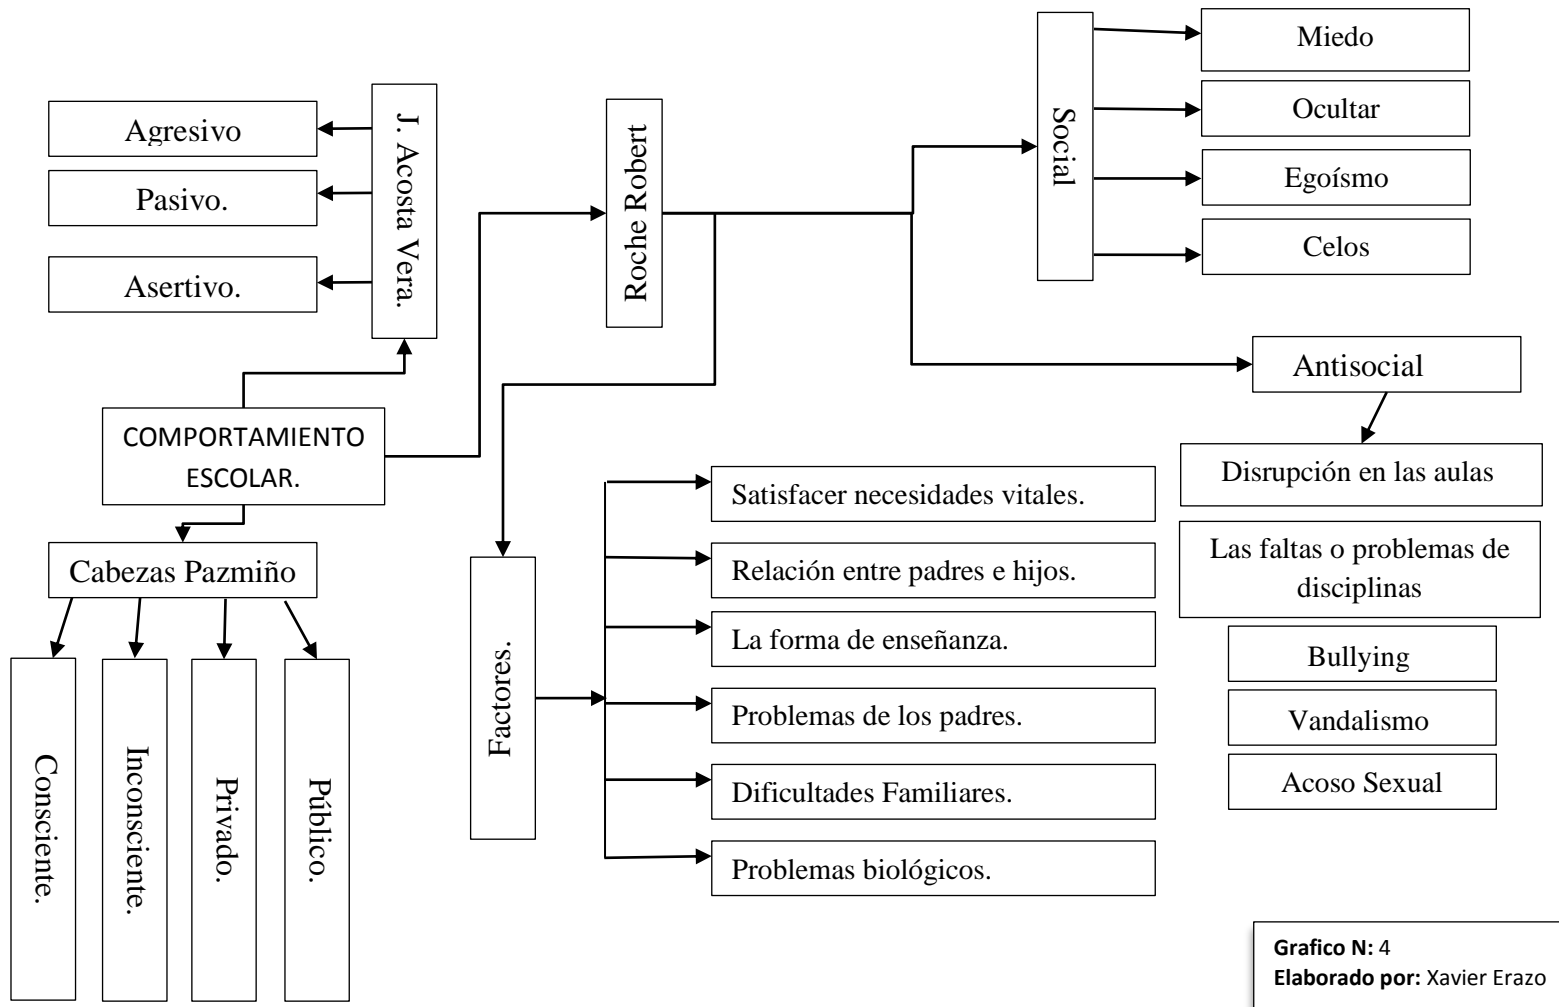 Agresivo
Pasivo.
Asertivo.
J. Acosta Vera.
COMPORTAMIENTO
ESCOLAR.
Cabezas Pazmiño
Consciente.
Inconsciente.
Privado.
Público.
Roche Robert
Social
Miedo
Ocultar
Egoísmo
Celos
Antisocial
Disrupción en las aulas
Las faltas o problemas de
disciplinas
Bullying
Vandalismo
Acoso Sexual
Factores.
Satisfacer necesidades vitales.
Relación entre padres e hijos.
La forma de enseñanza.
Problemas de los padres.
Dificultades Familiares.
Problemas biológicos.
Grafico N: 4
Elaborado por: Xavier Erazo